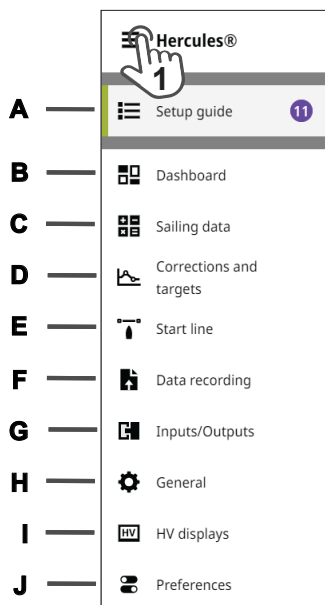 Hercules®
1
A Setup guide 11
B Dashboard
C Sailing data
D Corrections and
targets
E Start line
F Data recording
G Inputs/Outputs
H General
I HV HV displays
J Preferences